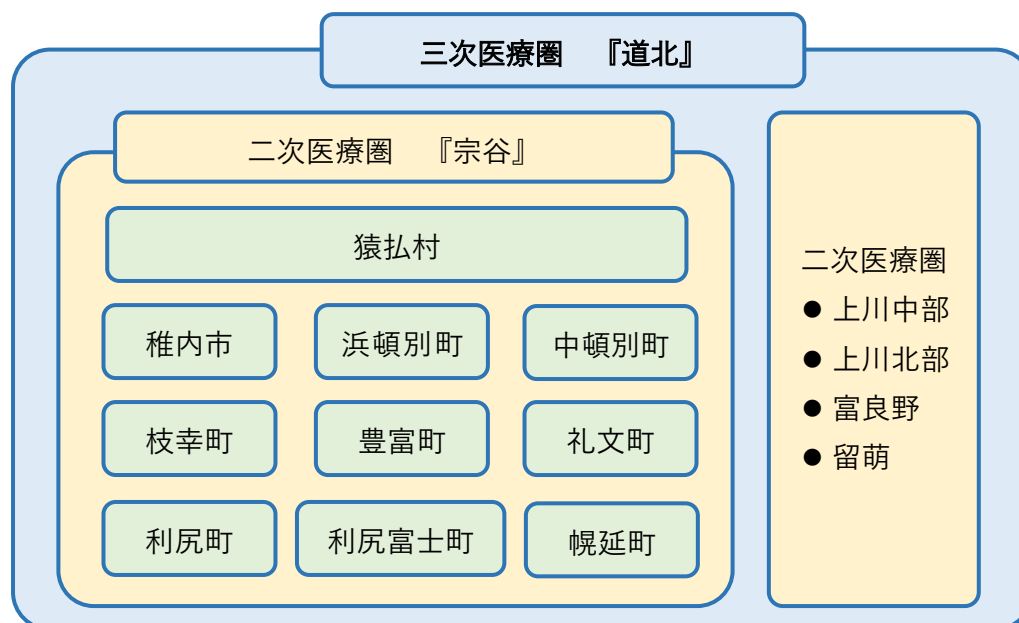 三次医療圏 『道北』
二次医療圏 『宗谷』
猿払村
稚内市
浜頓別町
中頓別町
枝幸町
豊富町
礼文町
利尻町
利尻富士町
幌延町
二次医療圏
● 上川中部
● 上川北部
● 富良野
● 留萌